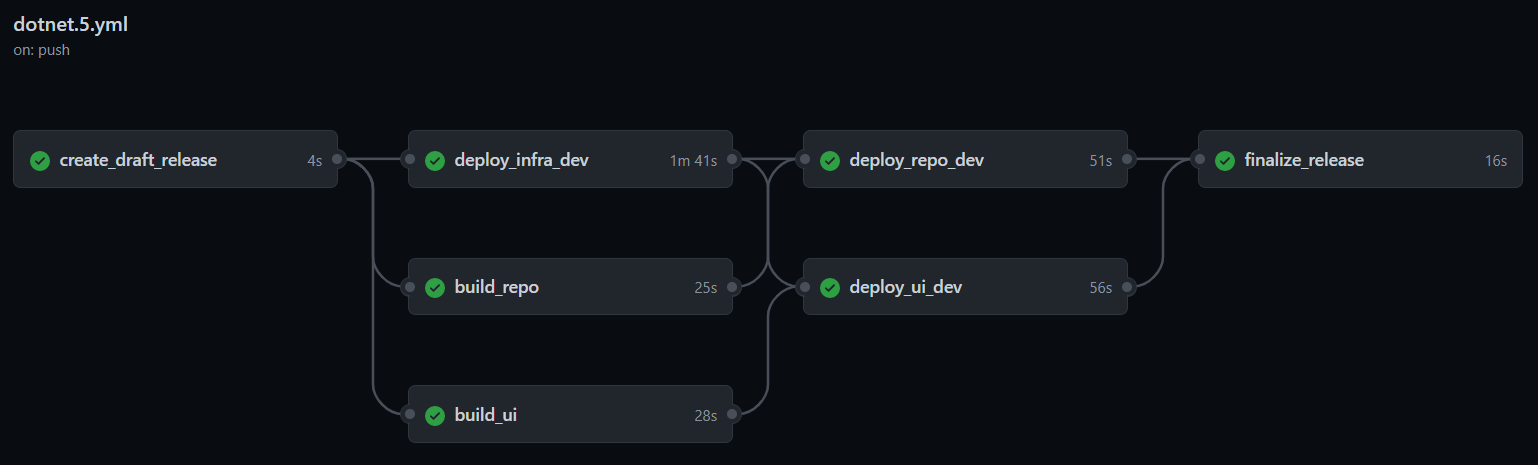 dotnet.5.yml
on: push
create_draft_release 4s
deploy_infra_dev 1m 41s
deploy_repo_dev 51s
finalize_release 16s
build_repo 25s
deploy_ui_dev 56s
build_ui 28s